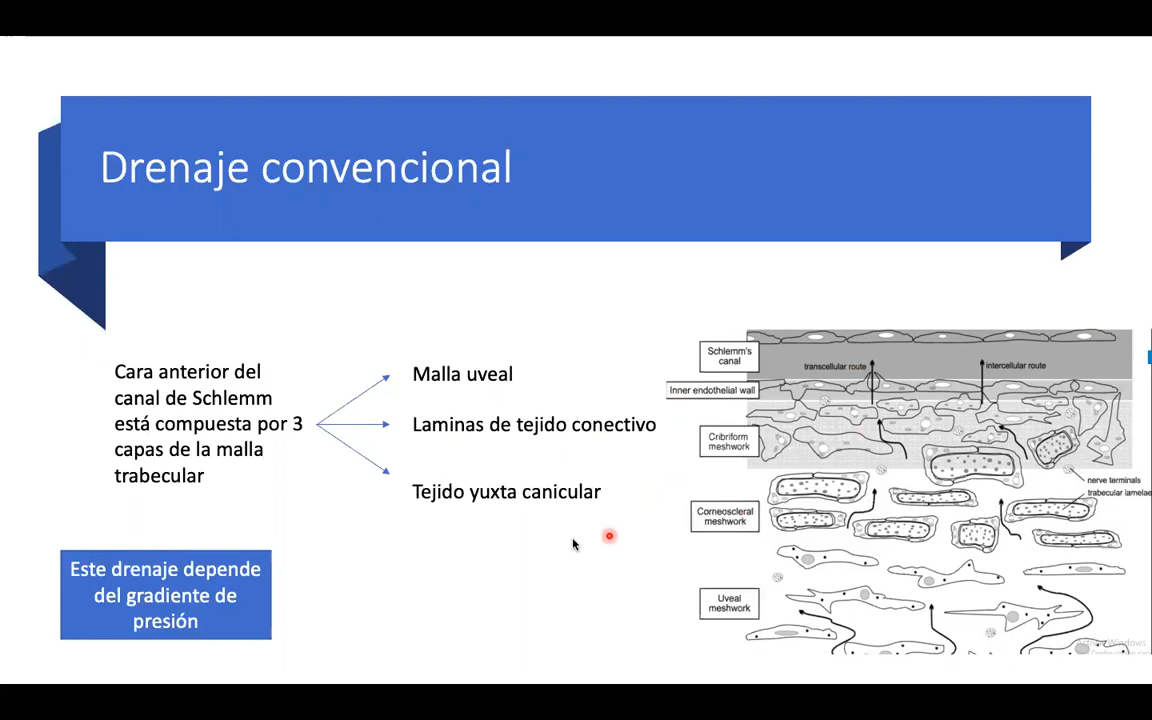 Drenaje convencional
Cara anterior del
canal de Schlemm
está compuesta por 3
capas de la malla
trabecular
Malla uveal
Laminas de tejido conectivo
Tejido yuxta canicular
Este drenaje depende
del gradiente de
presión
Schlemm's
canal
transcellular route
intercellular route
Inner endothelial wall
Cribriform
meshwork
nerve terminals
trabecular lamelae
Corneoscleral
meshwork
Uveal
meshwork